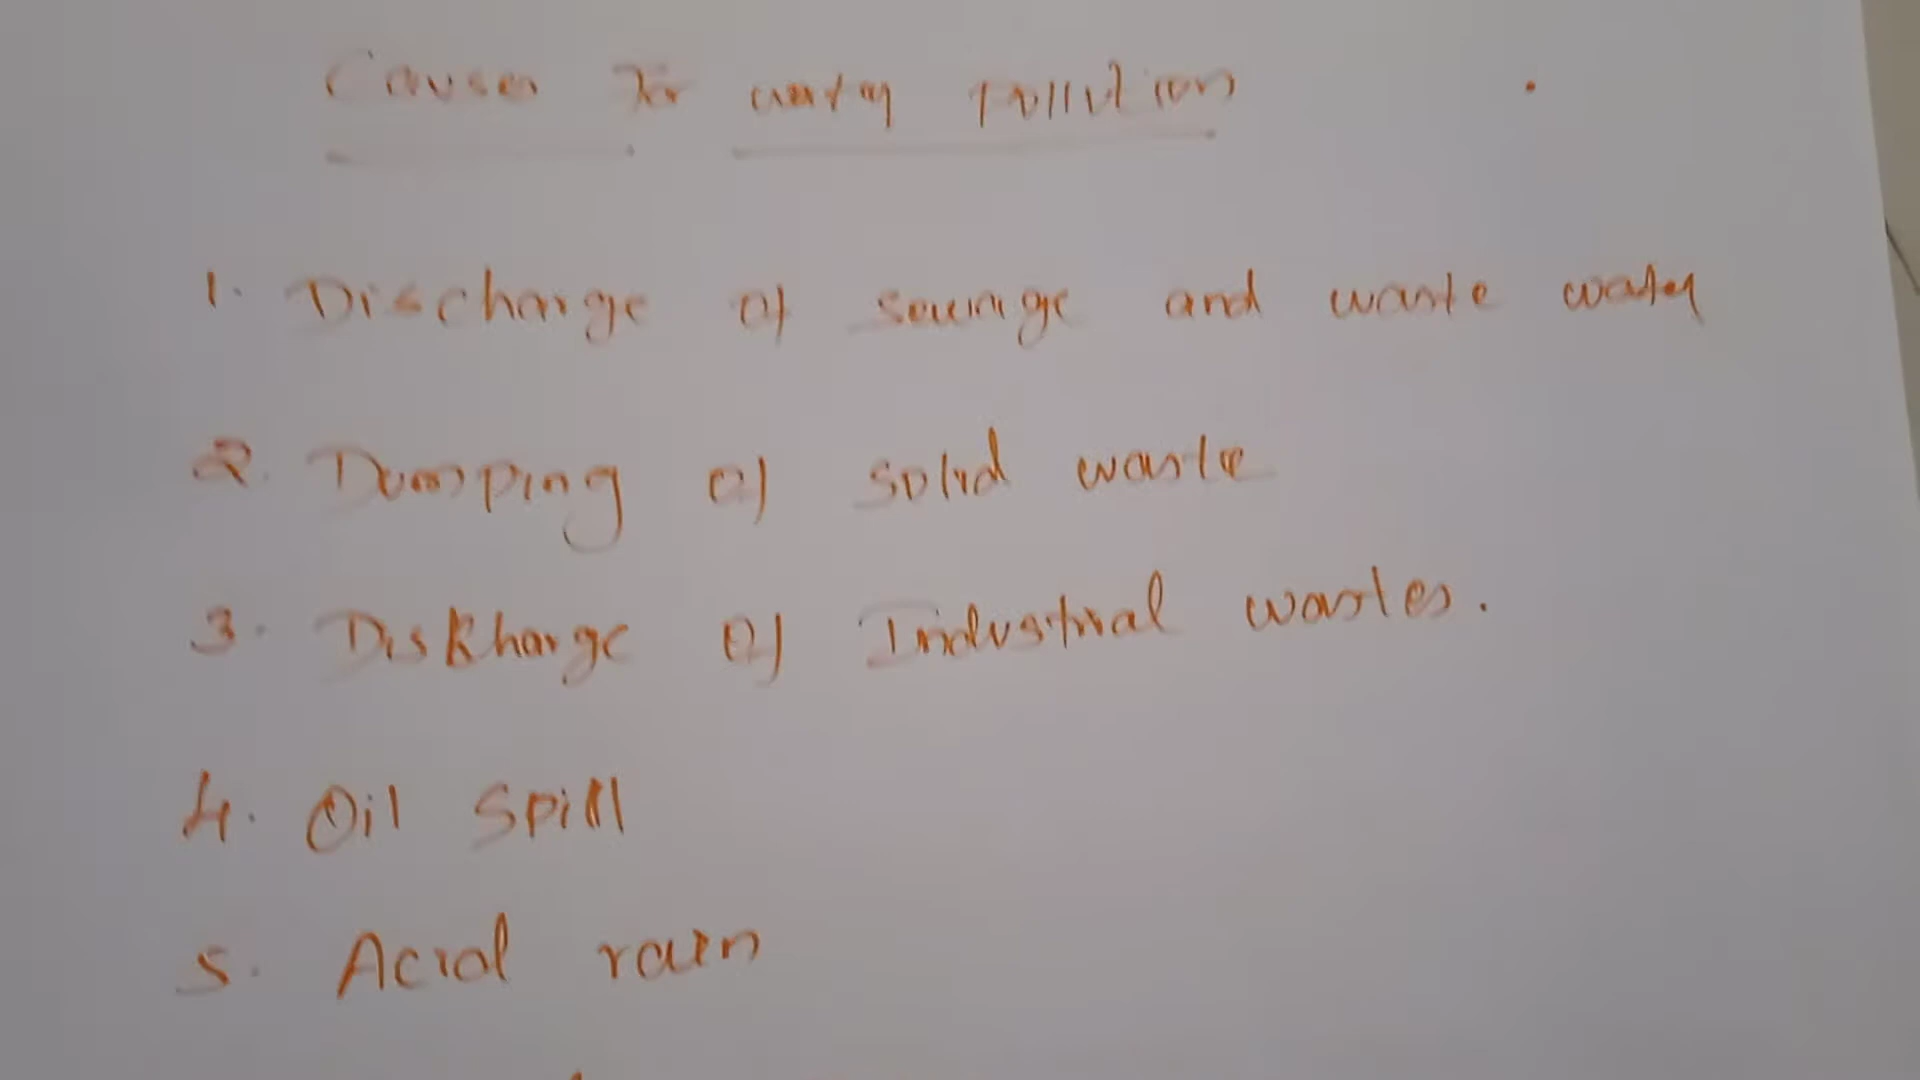 Causes for water pollution
1. Discharge of sewage and waste water
2. Dumping of solid waste
3. Diskharge of Industrial wastes.
4. Oil spill
5. Acid rain